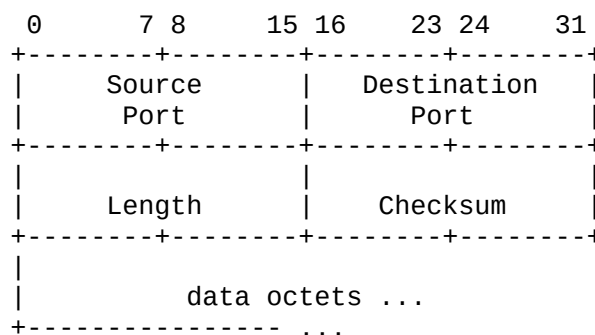 0      7 8     15 16    23 24    31
+--------+--------+--------+--------+
|     Source      |   Destination   |
|      Port       |      Port       |
+--------+--------+--------+--------+
|                 |                 |
|     Length      |    Checksum     |
+--------+--------+--------+--------+
|
|          data octets ...
+---------------- ...